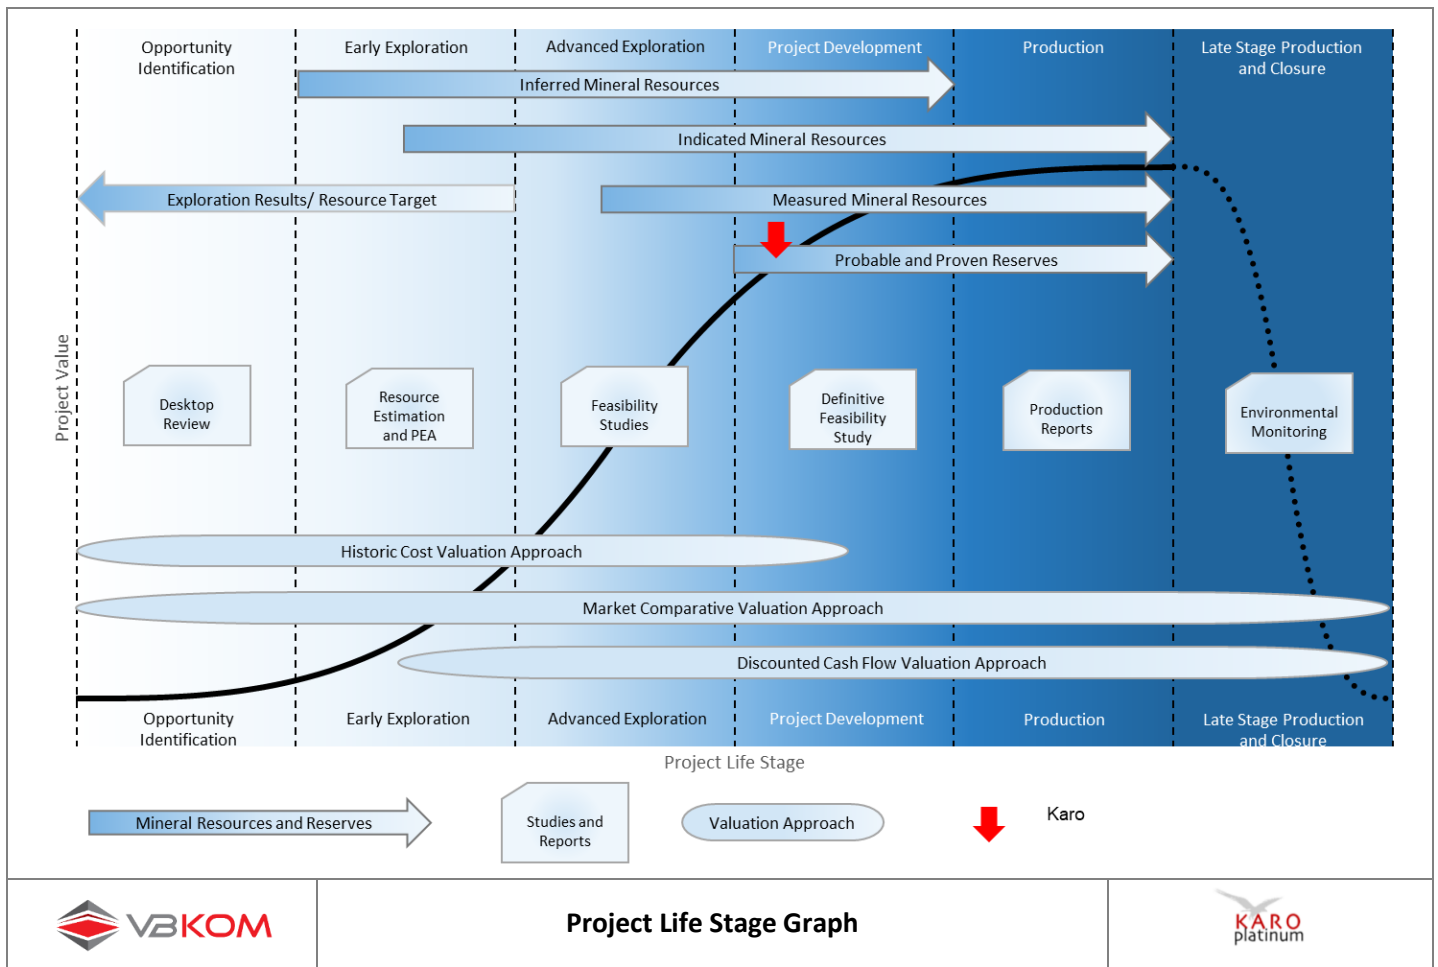 Opportunity
Identification
Early Exploration
Advanced Exploration
Project Development
Production
Late Stage Production
and Closure
Inferred Mineral Resources
Indicated Mineral Resources
Exploration Results/ Resource Target
Measured Mineral Resources
Probable and Proven Reserves
Project Value
Desktop
Review
Resource
Estimation
and PEA
Feasibility
Studies
Definitive
Feasibility
Study
Production
Reports
Environmental
Monitoring
Historic Cost Valuation Approach
Market Comparative Valuation Approach
Discounted Cash Flow Valuation Approach
Opportunity
Identification
Early Exploration
Advanced Exploration
Project Development
Production
Late Stage Production
and Closure
Project Life Stage
Mineral Resources and Reserves
Studies and
Reports
Valuation Approach
Karo
VBKOM
Project Life Stage Graph
KARO
platinum